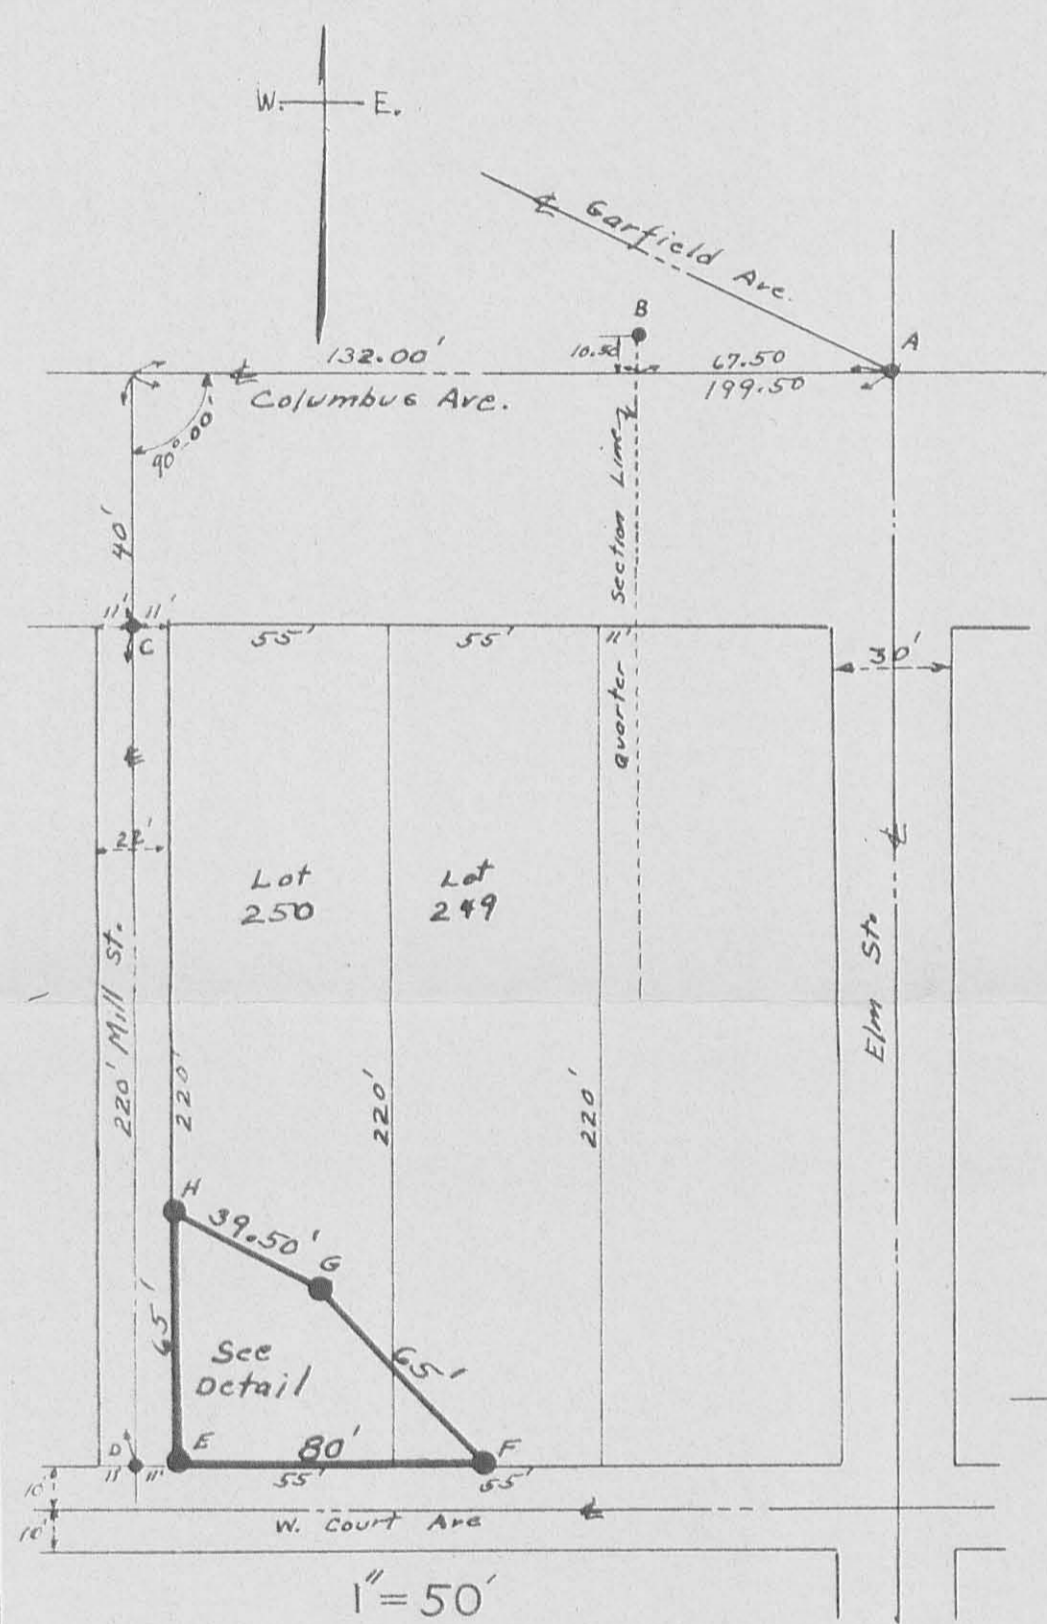 W. E.
℄ Garfield Ave.
B
A
10.50
132.00'
67.50
199.50
℄
Columbus Ave.
90°00'
40'
quarter Section Line
11' 11'
C
55' 55' 11'
30'
℄
22'
Lot
250
Lot
249
℄
220' Mill St.
220'
220'
220'
Elm St.
H
39.50'
G
65'
65'
See
Detail
D
E
80'
F
11' 11'
55' 55'
10'
10'
W. Court Ave
℄
1" = 50'